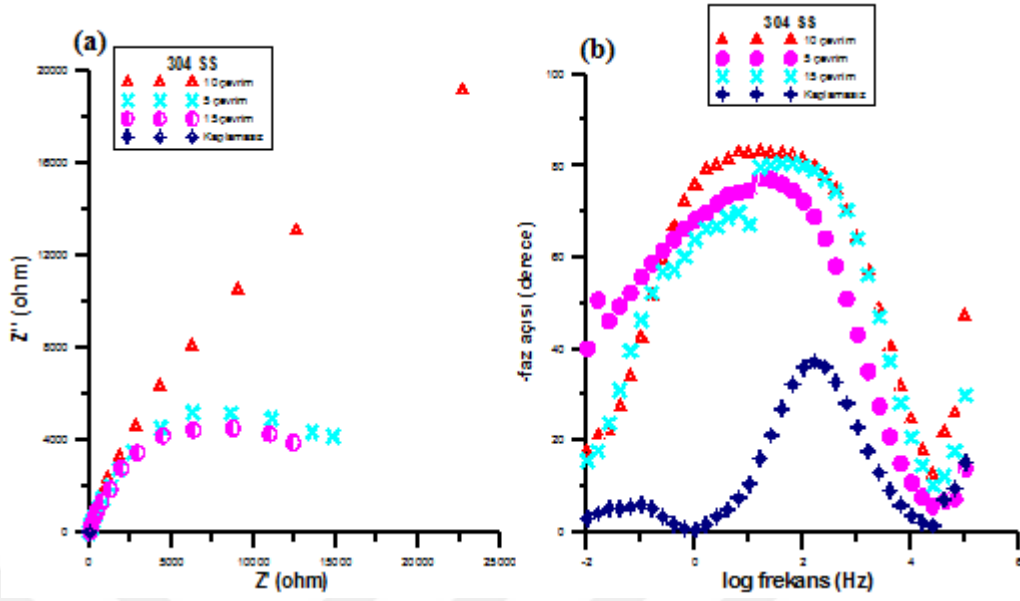 (a)
304 SS
10 çevrim
5 çevrim
15 çevrim
Kaplamasız
20000
16000
12000
8000
4000
0
Z'' (ohm)
0 5000 10000 15000 20000 25000
Z' (ohm)
(b)
304 SS
10 çevrim
5 çevrim
15 çevrim
Kaplamasız
100
80
60
40
20
0
-faz açısı (derece)
-2 0 2 4 6
log frekans (Hz)